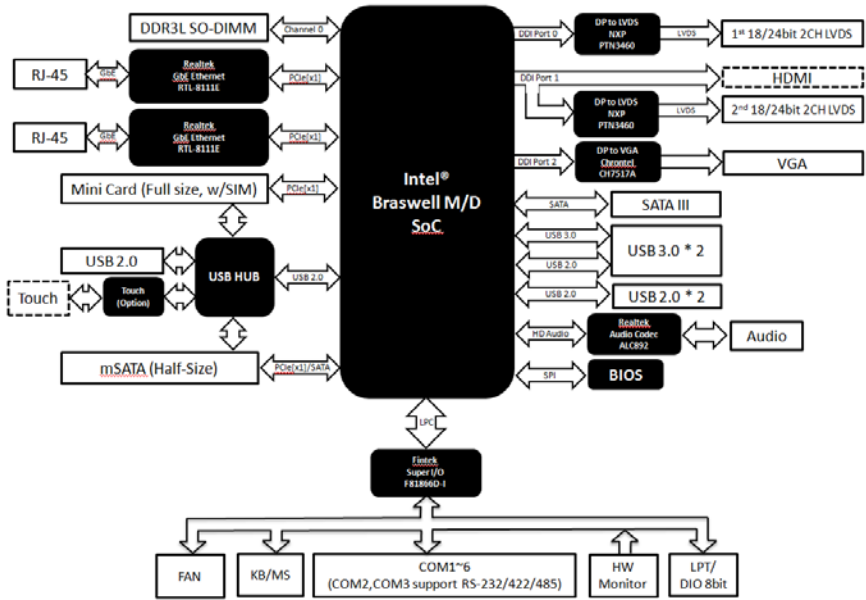 DDR3L SO-DIMM
Channel 0
RJ-45
GbE
Realtek
GbE Ethernet
RTL-8111E
PCIe[x1]
RJ-45
GbE
Realtek
GbE Ethernet
RTL-8111E
PCIe[x1]
Mini Card (Full size, w/SIM)
PCIe[x1]
USB 2.0
USB HUB
USB 2.0
Touch
Touch
(Option)
mSATA (Half-Size)
PCIe[x1]/SATA
Intel®
Braswell M/D
SoC
DDI Port 0
DP to LVDS
NXP
PTN3460
LVDS
1st 18/24bit 2CH LVDS
DDI Port 1
HDMI
DP to LVDS
NXP
PTN3460
LVDS
2nd 18/24bit 2CH LVDS
DDI Port 2
DP to VGA
Chrontel
CH7517A
VGA
SATA
SATA III
USB 3.0
USB 2.0
USB 3.0 * 2
USB 2.0
USB 2.0 * 2
HD Audio
Realtek
Audio Codec
ALC892
Audio
SPI
BIOS
LPC
Fintek
Super I/O
F81866D-I
FAN
KB/MS
COM1~6
(COM2,COM3 support RS-232/422/485)
HW
Monitor
LPT/
DIO 8bit